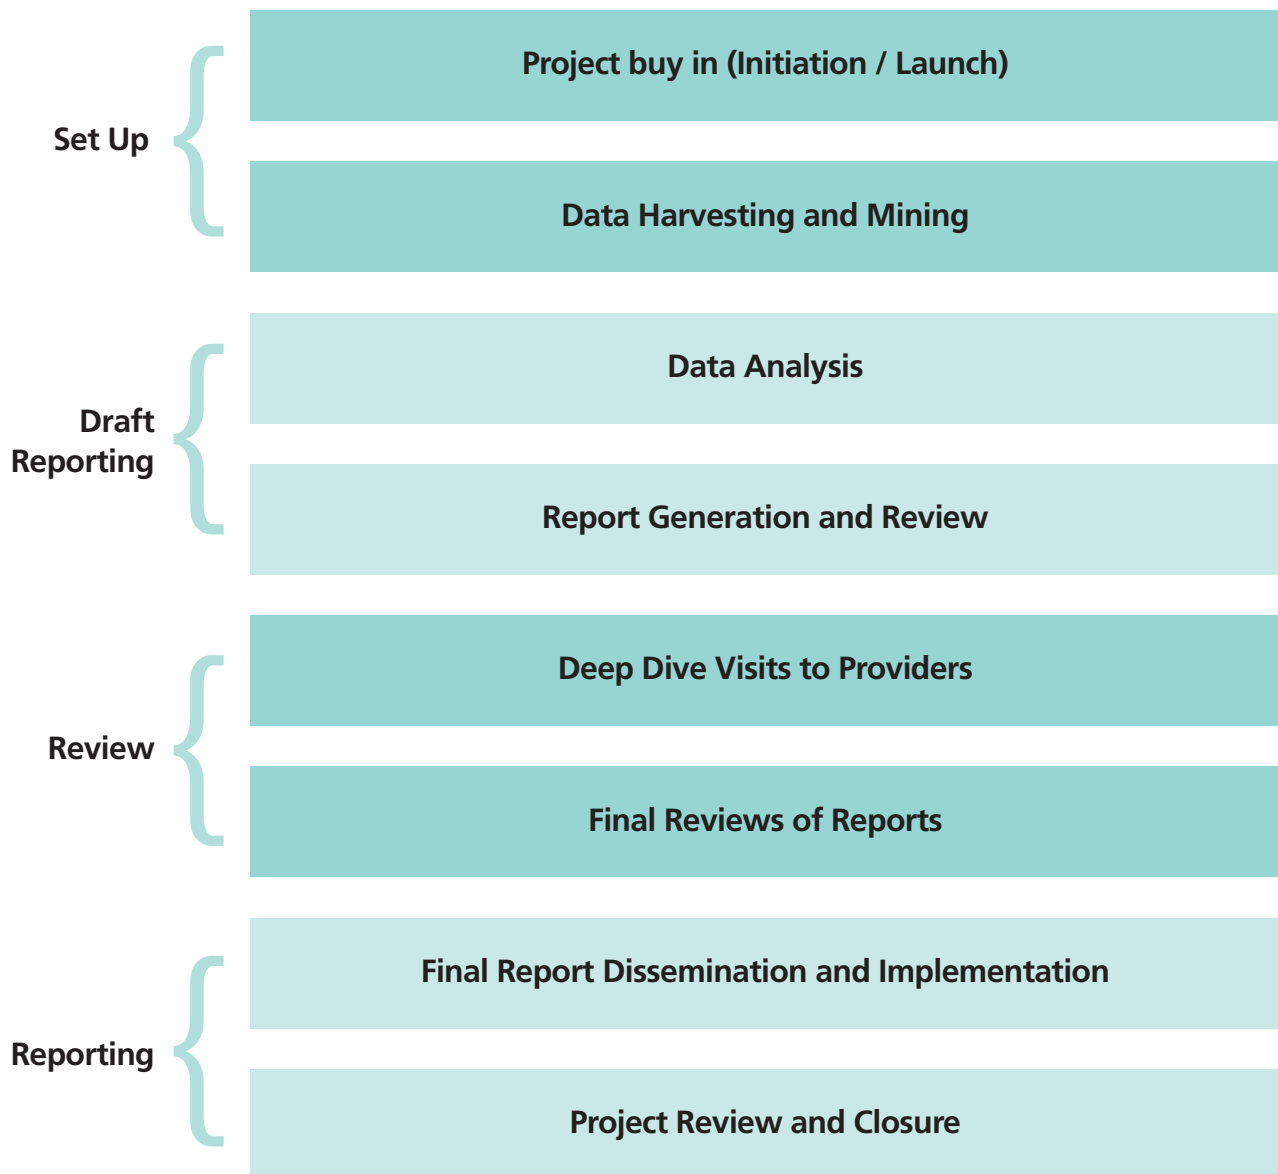 Set Up
Project buy in (Initiation / Launch)
Data Harvesting and Mining
Draft
Reporting
Data Analysis
Report Generation and Review
Review
Deep Dive Visits to Providers
Final Reviews of Reports
Reporting
Final Report Dissemination and Implementation
Project Review and Closure